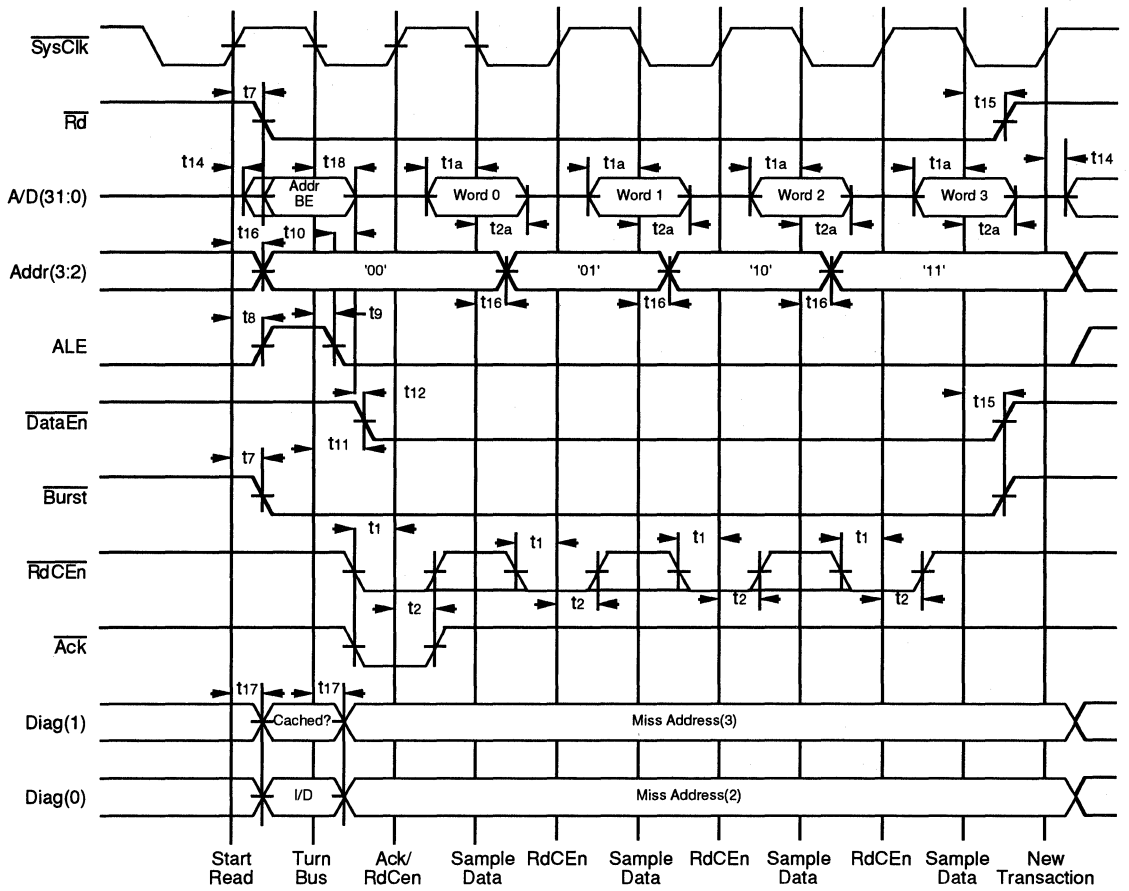 SysClk
t7
t15
Rd
t14
t18
t1a
t1a
t1a
t1a
t14
A/D(31:0)
Addr
BE
Word 0
Word 1
Word 2
Word 3
t16
t10
t2a
t2a
t2a
t2a
Addr(3:2)
'00'
'01'
'10'
'11'
t16
t16
t16
t8
t9
ALE
t12
t15
DataEn
t11
t7
Burst
t1
t1
t1
t1
RdCEn
t2
t2
t2
t2
Ack
t17
t17
Diag(1)
Cached?
Miss Address(3)
Diag(0)
I/D
Miss Address(2)
Start
Read
Turn
Bus
Ack/
RdCen
Sample
Data
RdCEn
Sample
Data
RdCEn
Sample
Data
RdCEn
Sample
Data
New
Transaction